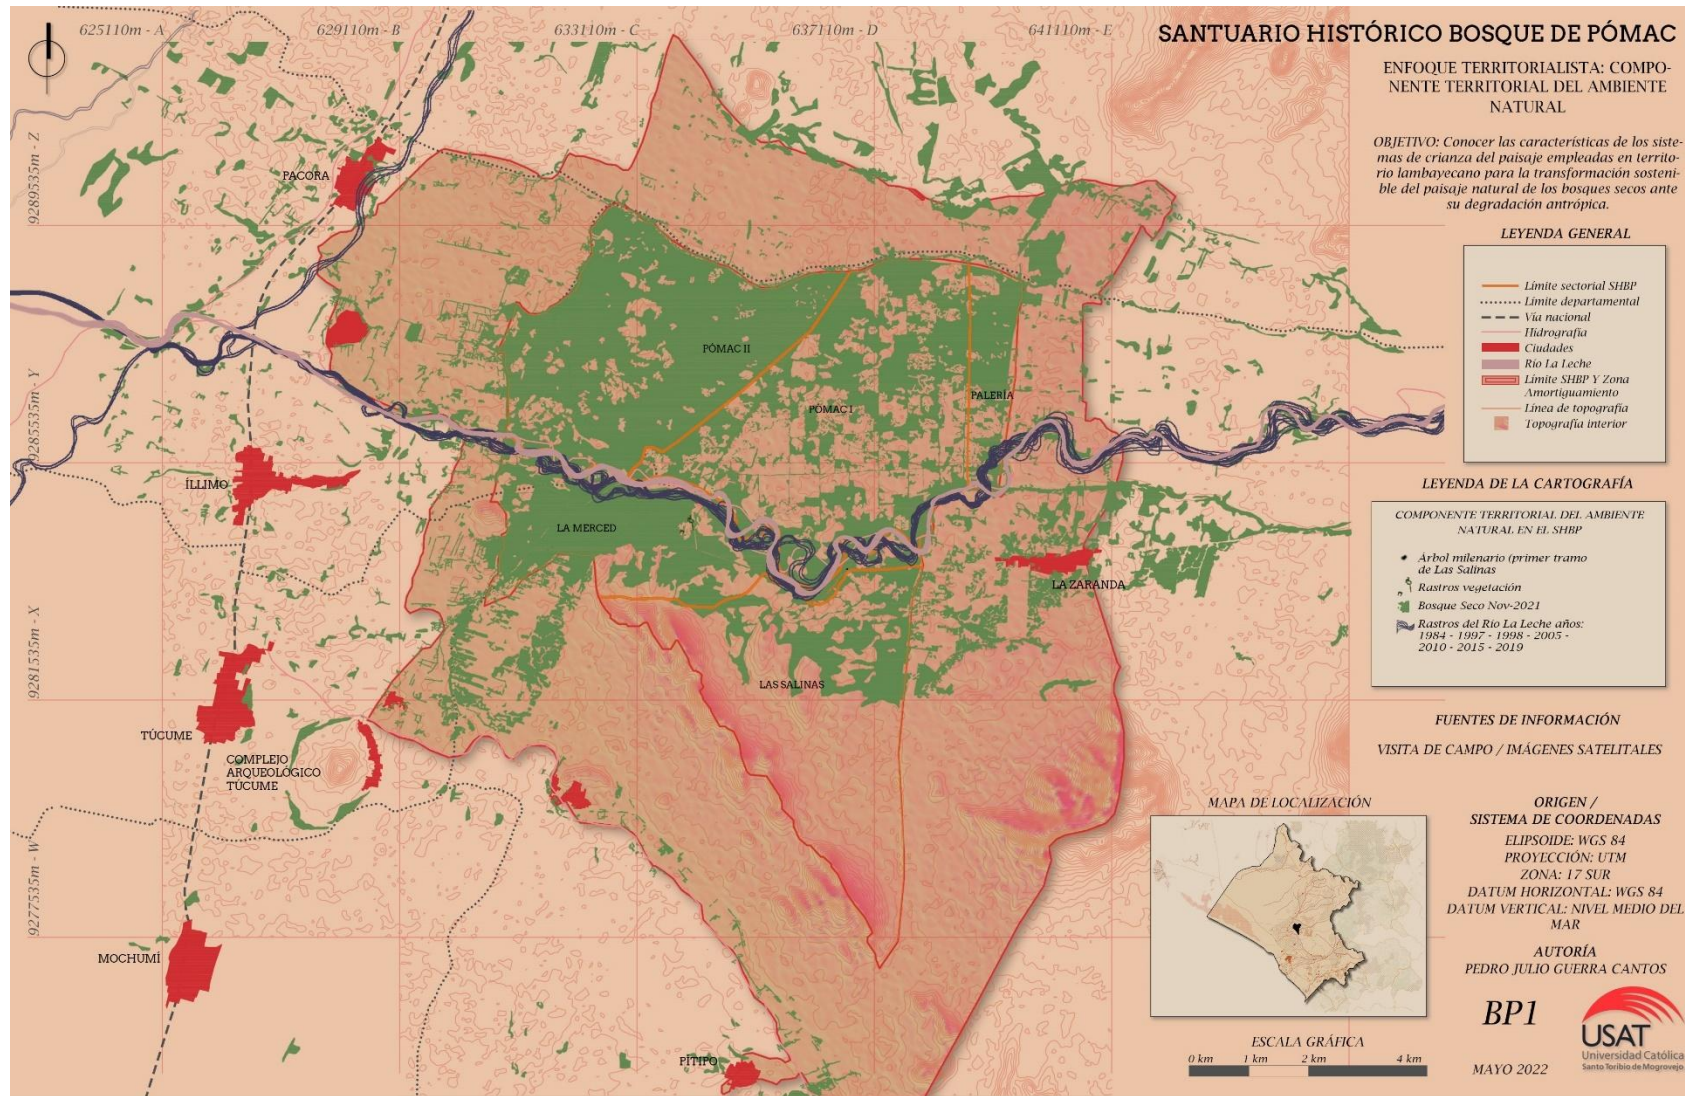 625110m - A
629110m - B
633110m - C
637110m - D
641110m - E
SANTUARIO HISTÓRICO BOSQUE DE PÓMAC
ENFOQUE TERRITORIALISTA: COMPO-
NENTE TERRITORIAL DEL AMBIENTE
NATURAL
OBJETIVO: Conocer las características de los siste-
mas de crianza del paisaje empleadas en territo-
rio lambayecano para la transformación sosteni-
ble del paisaje natural de los bosques secos ante
su degradación antrópica.
LEYENDA GENERAL
Límite sectorial SHBP
Límite departamental
Vía nacional
Hidrografía
Ciudades
Río La Leche
Límite SHBP Y Zona
Amortiguamiento
Línea de topografía
Topografía interior
LEYENDA DE LA CARTOGRAFÍA
COMPONENTE TERRITORIAL DEL AMBIENTE
NATURAL EN EL SHBP
Árbol milenario (primer tramo
de Las Salinas
Rastros vegetación
Bosque Seco Nov-2021
Rastros del Río La Leche años:
1984 - 1997 - 1998 - 2005 -
2010 - 2015 - 2019
FUENTES DE INFORMACIÓN
VISITA DE CAMPO / IMÁGENES SATELITALES
MAPA DE LOCALIZACIÓN
ORIGEN /
SISTEMA DE COORDENADAS
ELIPSOIDE: WGS 84
PROYECCIÓN: UTM
ZONA: 17 SUR
DATUM HORIZONTAL: WGS 84
DATUM VERTICAL: NIVEL MEDIO DEL
MAR
AUTORÍA
PEDRO JULIO GUERRA CANTOS
BP1
MAYO 2022
USAT
Universidad Católica
Santo Toribio de Mogrovejo
ESCALA GRÁFICA
0 km 1 km 2 km 4 km
9289535m - Z
9285535m - Y
9281535m - X
9277535m - W
PACORA
PÓMAC II
PÓMAC I
PALERÍA
ÍLLIMO
LA MERCED
LA ZARANDA
LAS SALINAS
TÚCUME
COMPLEJO
ARQUEOLÓGICO
TÚCUME
MOCHUMÍ
PÍTIPO